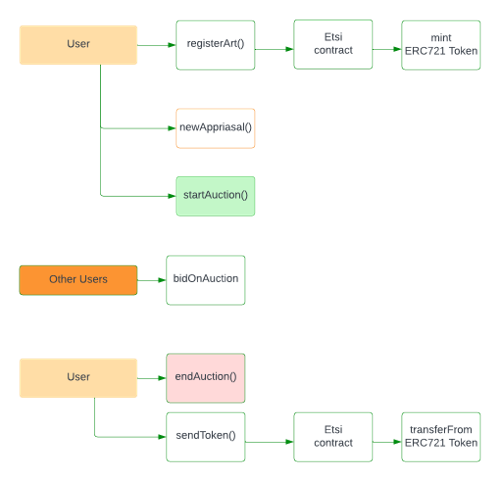 User
registerArt()
Etsi
contract
mint
ERC721 Token
newAppriasal()
startAuction()
Other Users
bidOnAuction
User
endAuction()
sendToken()
Etsi
contract
transferFrom
ERC721 Token